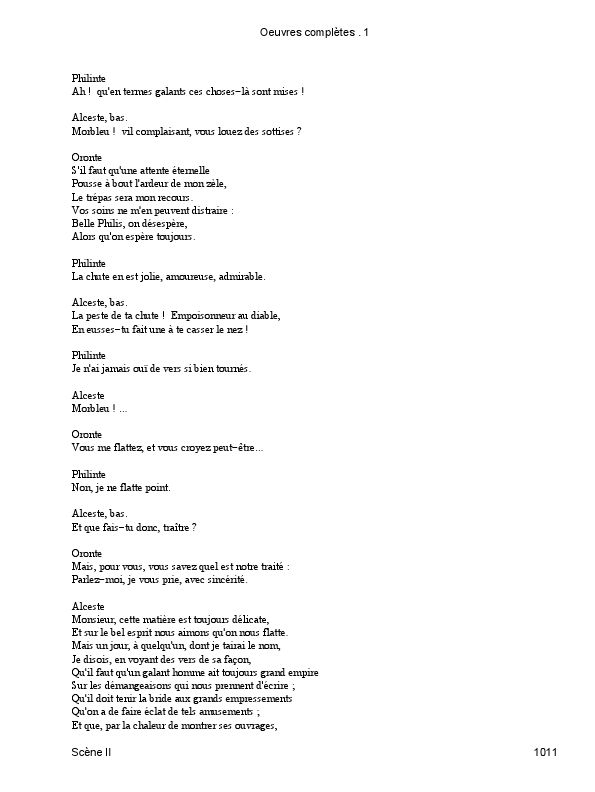 Oeuvres complètes . 1
Philinte
Ah !  qu'en termes galants ces choses−là sont mises !
Alceste, bas.
Morbleu !  vil complaisant, vous louez des sottises ?
Oronte
S'il faut qu'une attente éternelle
Pousse à bout l'ardeur de mon zèle,
Le trépas sera mon recours.
Vos soins ne m'en peuvent distraire :
Belle Philis, on désespère,
Alors qu'on espère toujours.
Philinte
La chute en est jolie, amoureuse, admirable.
Alceste, bas.
La peste de ta chute !  Empoisonneur au diable,
En eusses−tu fait une à te casser le nez !
Philinte
Je n'ai jamais ouï de vers si bien tournés.
Alceste
Morbleu ! ...
Oronte
Vous me flattez, et vous croyez peut−être...
Philinte
Non, je ne flatte point.
Alceste, bas.
Et que fais−tu donc, traître ?
Oronte
Mais, pour vous, vous savez quel est notre traité :
Parlez−moi, je vous prie, avec sincérité.
Alceste
Monsieur, cette matière est toujours délicate,
Et sur le bel esprit nous aimons qu'on nous flatte.
Mais un jour, à quelqu'un, dont je tairai le nom,
Je disois, en voyant des vers de sa façon,
Qu'il faut qu'un galant homme ait toujours grand empire
Sur les démangeaisons qui nous prennent d'écrire ;
Qu'il doit tenir la bride aux grands empressements
Qu'on a de faire éclat de tels amusements ;
Et que, par la chaleur de montrer ses ouvrages,
Scène II 1011